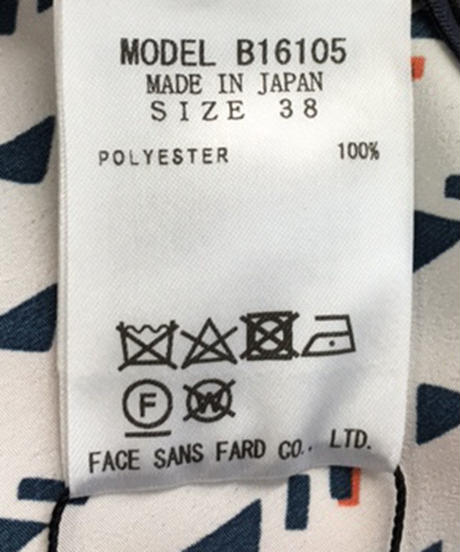 MODEL B16105
MADE IN JAPAN
SIZE 38
POLYESTER 100%
F W
FACE SANS FARD CO., LTD.